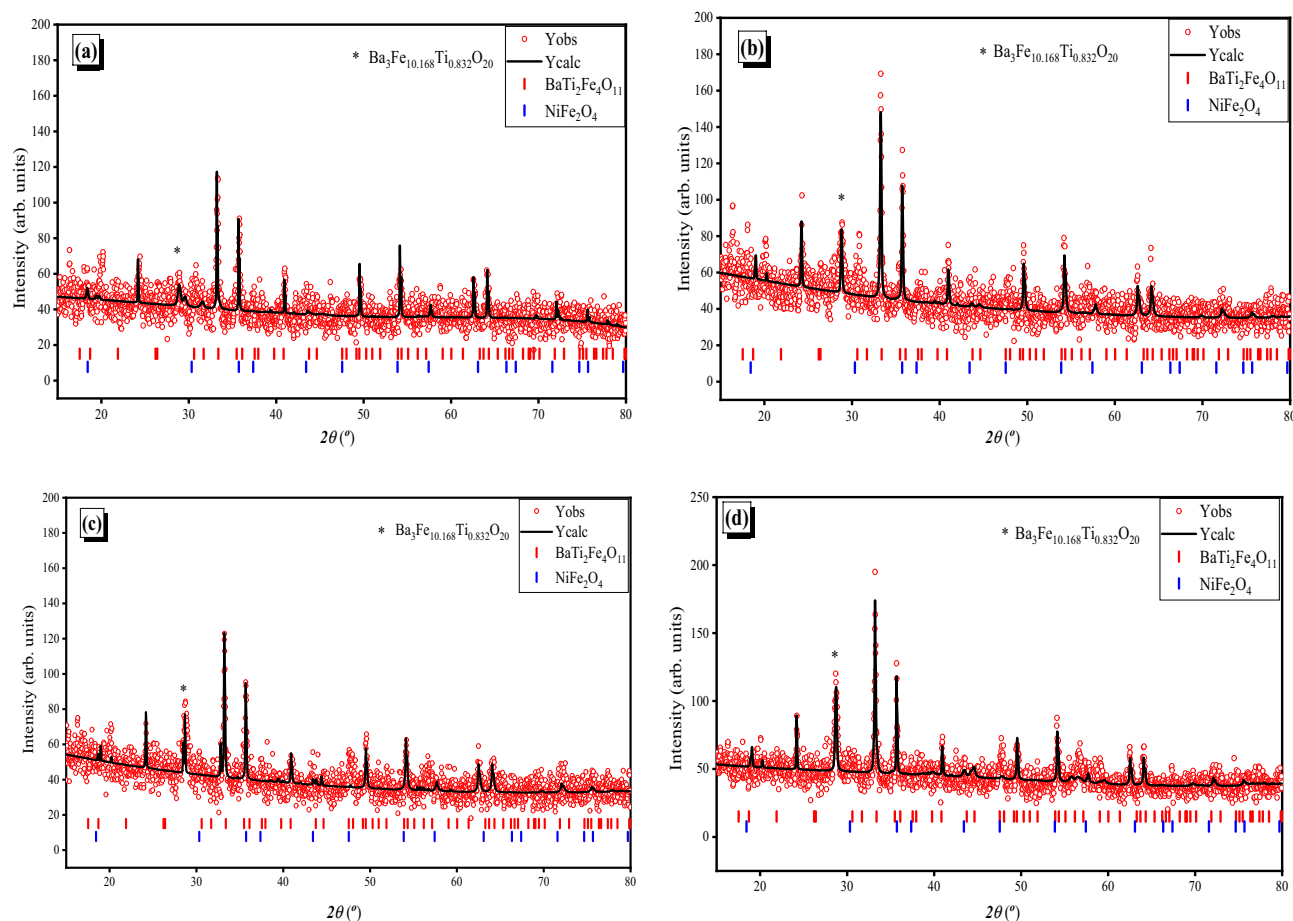 (a)
* Ba₃Fe₁₀.₁₆₈Ti₀.₈₃₂O₂₀
Yobs
Ycalc
BaTi₂Fe₄O₁₁
NiFe₂O₄
*
Intensity (arb. units)
200
180
160
140
120
100
80
60
40
20
0
20 30 40 50 60 70 80
2θ (º)
(b)
* Ba₃Fe₁₀.₁₆₈Ti₀.₈₃₂O₂₀
Yobs
Ycalc
BaTi₂Fe₄O₁₁
NiFe₂O₄
*
Intensity (arb. units)
200
180
160
140
120
100
80
60
40
20
0
20 30 40 50 60 70 80
2θ (º)
(c)
* Ba₃Fe₁₀.₁₆₈Ti₀.₈₃₂O₂₀
Yobs
Ycalc
BaTi₂Fe₄O₁₁
NiFe₂O₄
*
Intensity (arb. units)
200
180
160
140
120
100
80
60
40
20
0
20 30 40 50 60 70 80
2θ (º)
(d)
* Ba₃Fe₁₀.₁₆₈Ti₀.₈₃₂O₂₀
Yobs
Ycalc
BaTi₂Fe₄O₁₁
NiFe₂O₄
*
Intensity (arb. units)
250
200
150
100
50
0
20 30 40 50 60 70 80
2θ (º)